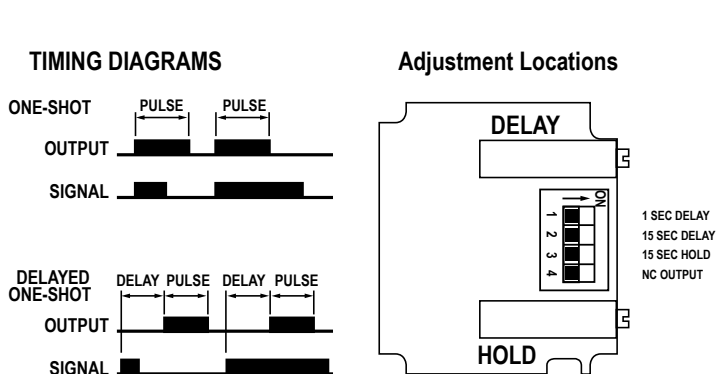 TIMING DIAGRAMS
ONE-SHOT
PULSE PULSE
OUTPUT
SIGNAL
DELAYED
ONE-SHOT
DELAY PULSE DELAY PULSE
OUTPUT
SIGNAL
Adjustment Locations
DELAY
ON
1
2
3
4
1 SEC DELAY
15 SEC DELAY
15 SEC HOLD
NC OUTPUT
HOLD